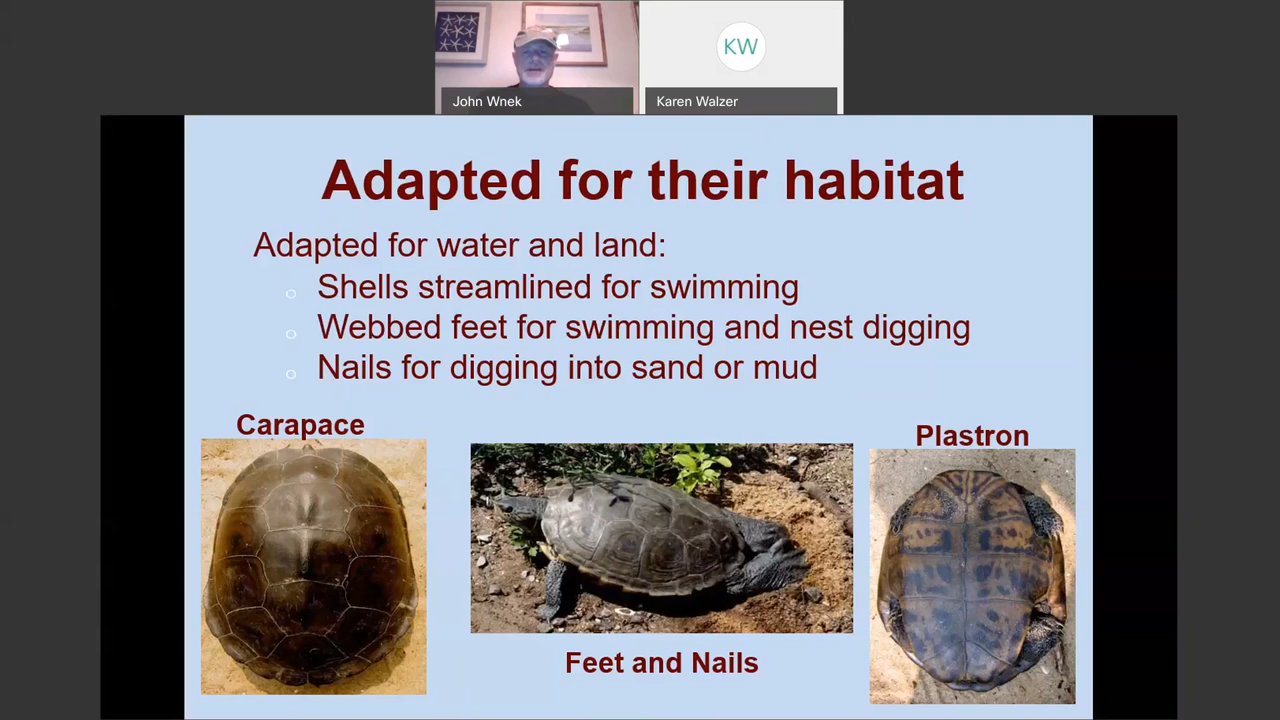 KW
John Wnek
Karen Walzer
Adapted for their habitat
Adapted for water and land:
Shells streamlined for swimming
Webbed feet for swimming and nest digging
Nails for digging into sand or mud
Carapace
Plastron
Feet and Nails